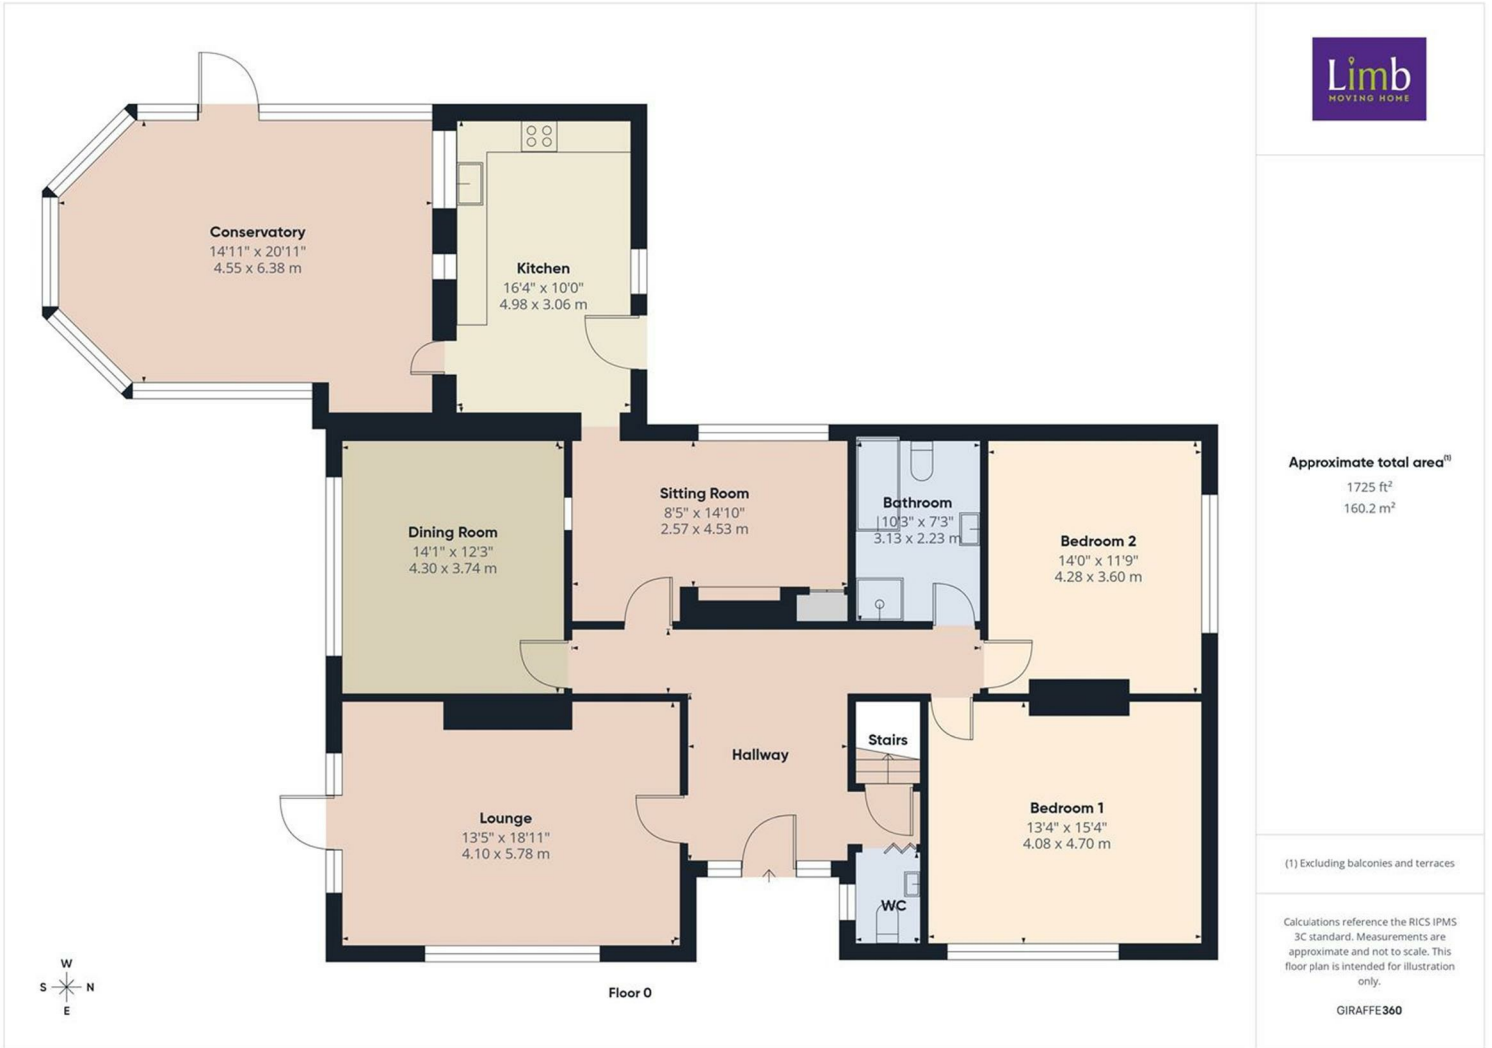 Limb
MOVING HOME
Conservatory
14'11" x 20'11"
4.55 x 6.38 m
Kitchen
16'4" x 10'0"
4.98 x 3.06 m
Dining Room
14'1" x 12'3"
4.30 x 3.74 m
Sitting Room
8'5" x 14'10"
2.57 x 4.53 m
Bathroom
10'3" x 7'3"
3.13 x 2.23 m
Bedroom 2
14'0" x 11'9"
4.28 x 3.60 m
Lounge
13'5" x 18'11"
4.10 x 5.78 m
Hallway
Stairs
WC
Bedroom 1
13'4" x 15'4"
4.08 x 4.70 m
W
S N
E
Floor 0
Approximate total area(1)
1725 ft²
160.2 m²
(1) Excluding balconies and terraces
Calculations reference the RICS IPMS
3C standard. Measurements are
approximate and not to scale. This
floor plan is intended for illustration
only.
GIRAFFE360